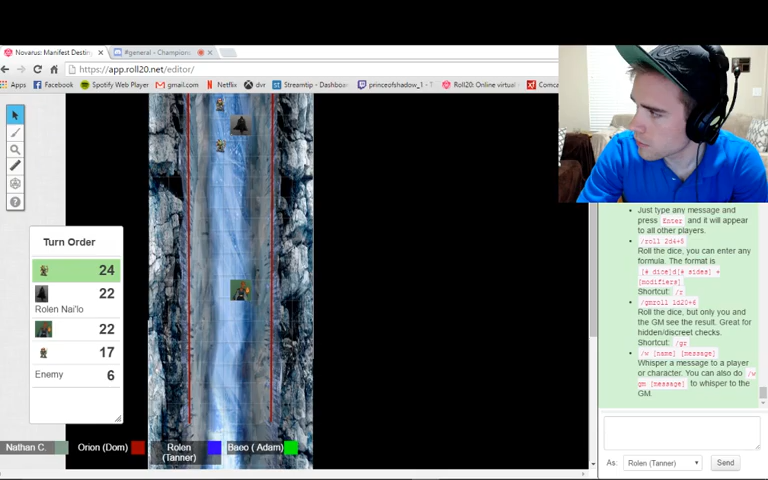 Novarus: Manifest Destin
#general - Champions
https://app.roll20.net/editor/
Apps
Facebook
Spotify Web Player
gmail.com
Netflix
dvr
Streamtip - Dashboa
princeofshadow_1 - T
Roll20: Online virtual
Comca
Just type any message and
press Enter and it will appear
to all other players.
/roll 2d4+5
Roll the dice, you can enter any
formula. The format is
[# dice]d[# sides] +
[modifiers]
Shortcut: /r
/gmroll 1d20+6
Roll the dice, but only you and
the GM see the result. Great for
hidden/discreet checks.
Shortcut: /gr
/w [name] [message]
Whisper a message to a player
or character. You can also do /w
gm [message] to whisper to the
GM.
Turn Order
24
22
Rolen Nai'lo
22
17
Enemy 6
Nathan C.
Orion (Dom)
Rolen
(Tanner)
Baeo (Adam)
As: Rolen (Tanner)
Send